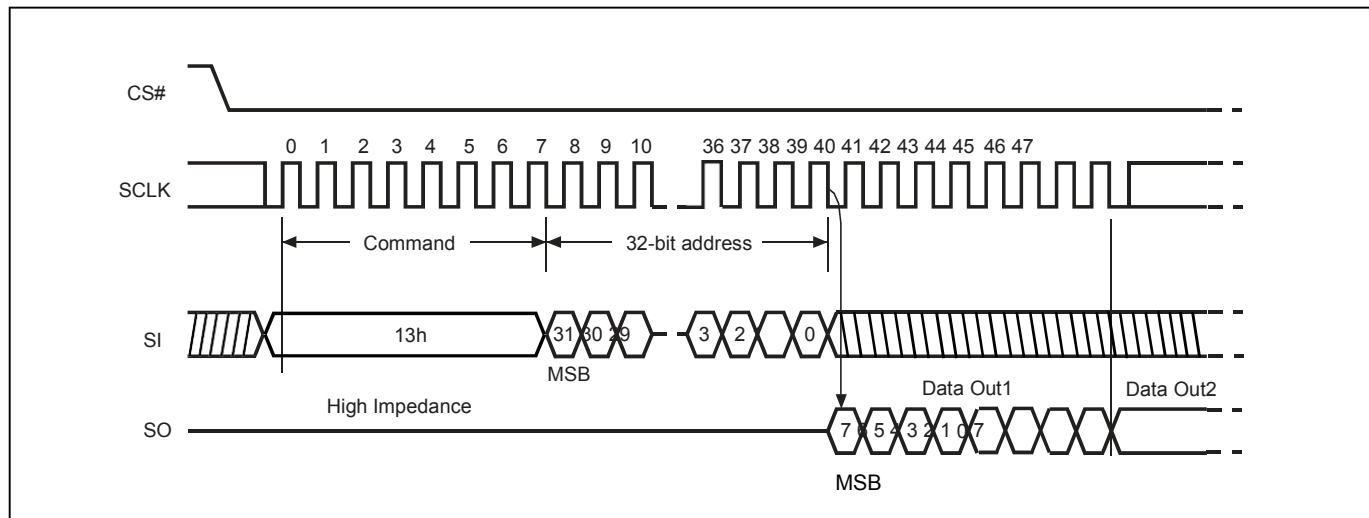 CS#
0 1 2 3 4 5 6 7 8 9 10 36 37 38 39 40 41 42 43 44 45 46 47
SCLK
Command 32-bit address
SI 13h 31 30 29 3 2 0
MSB
Data Out1 Data Out2
High Impedance
SO 7 6 5 4 3 2 1 0 7
MSB